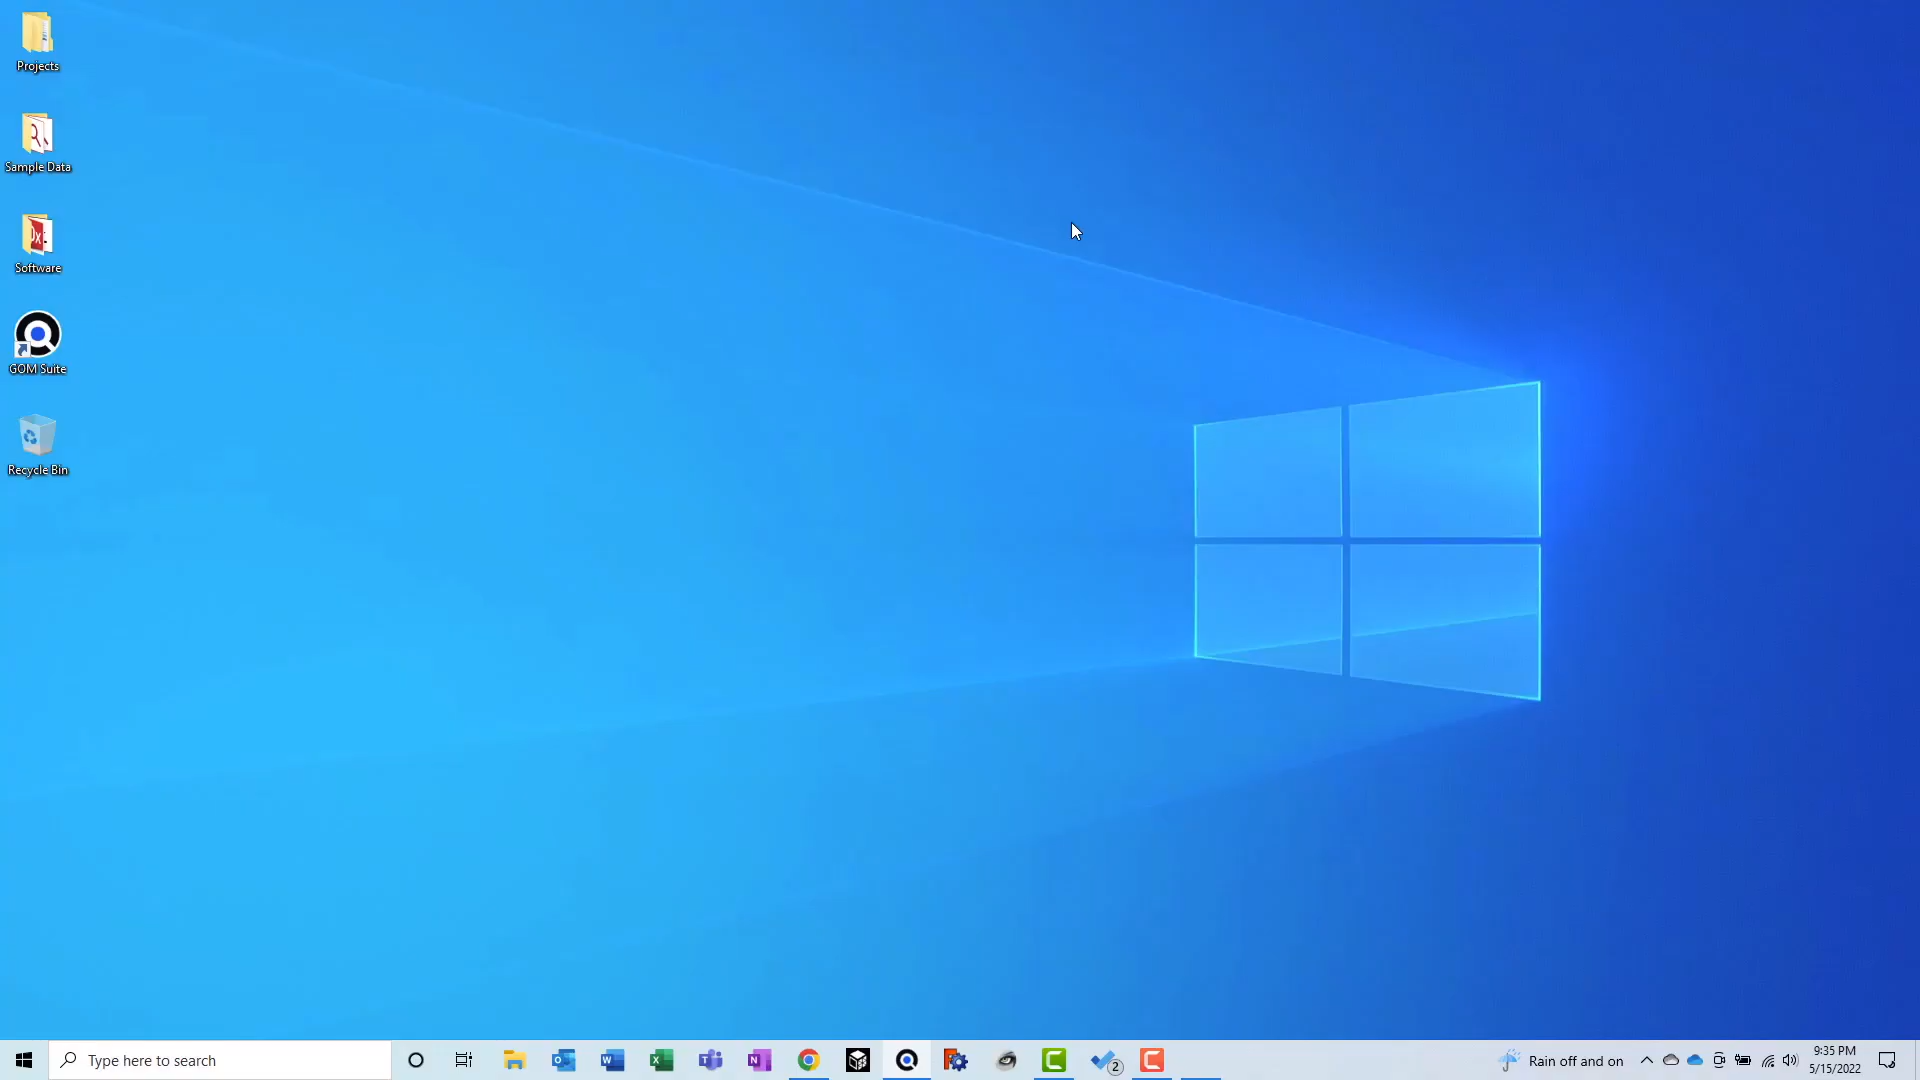 Projects
Sample Data
Software
GOM Suite
Recycle Bin
Type here to search
2
Rain off and on
9:35 PM
5/15/2022